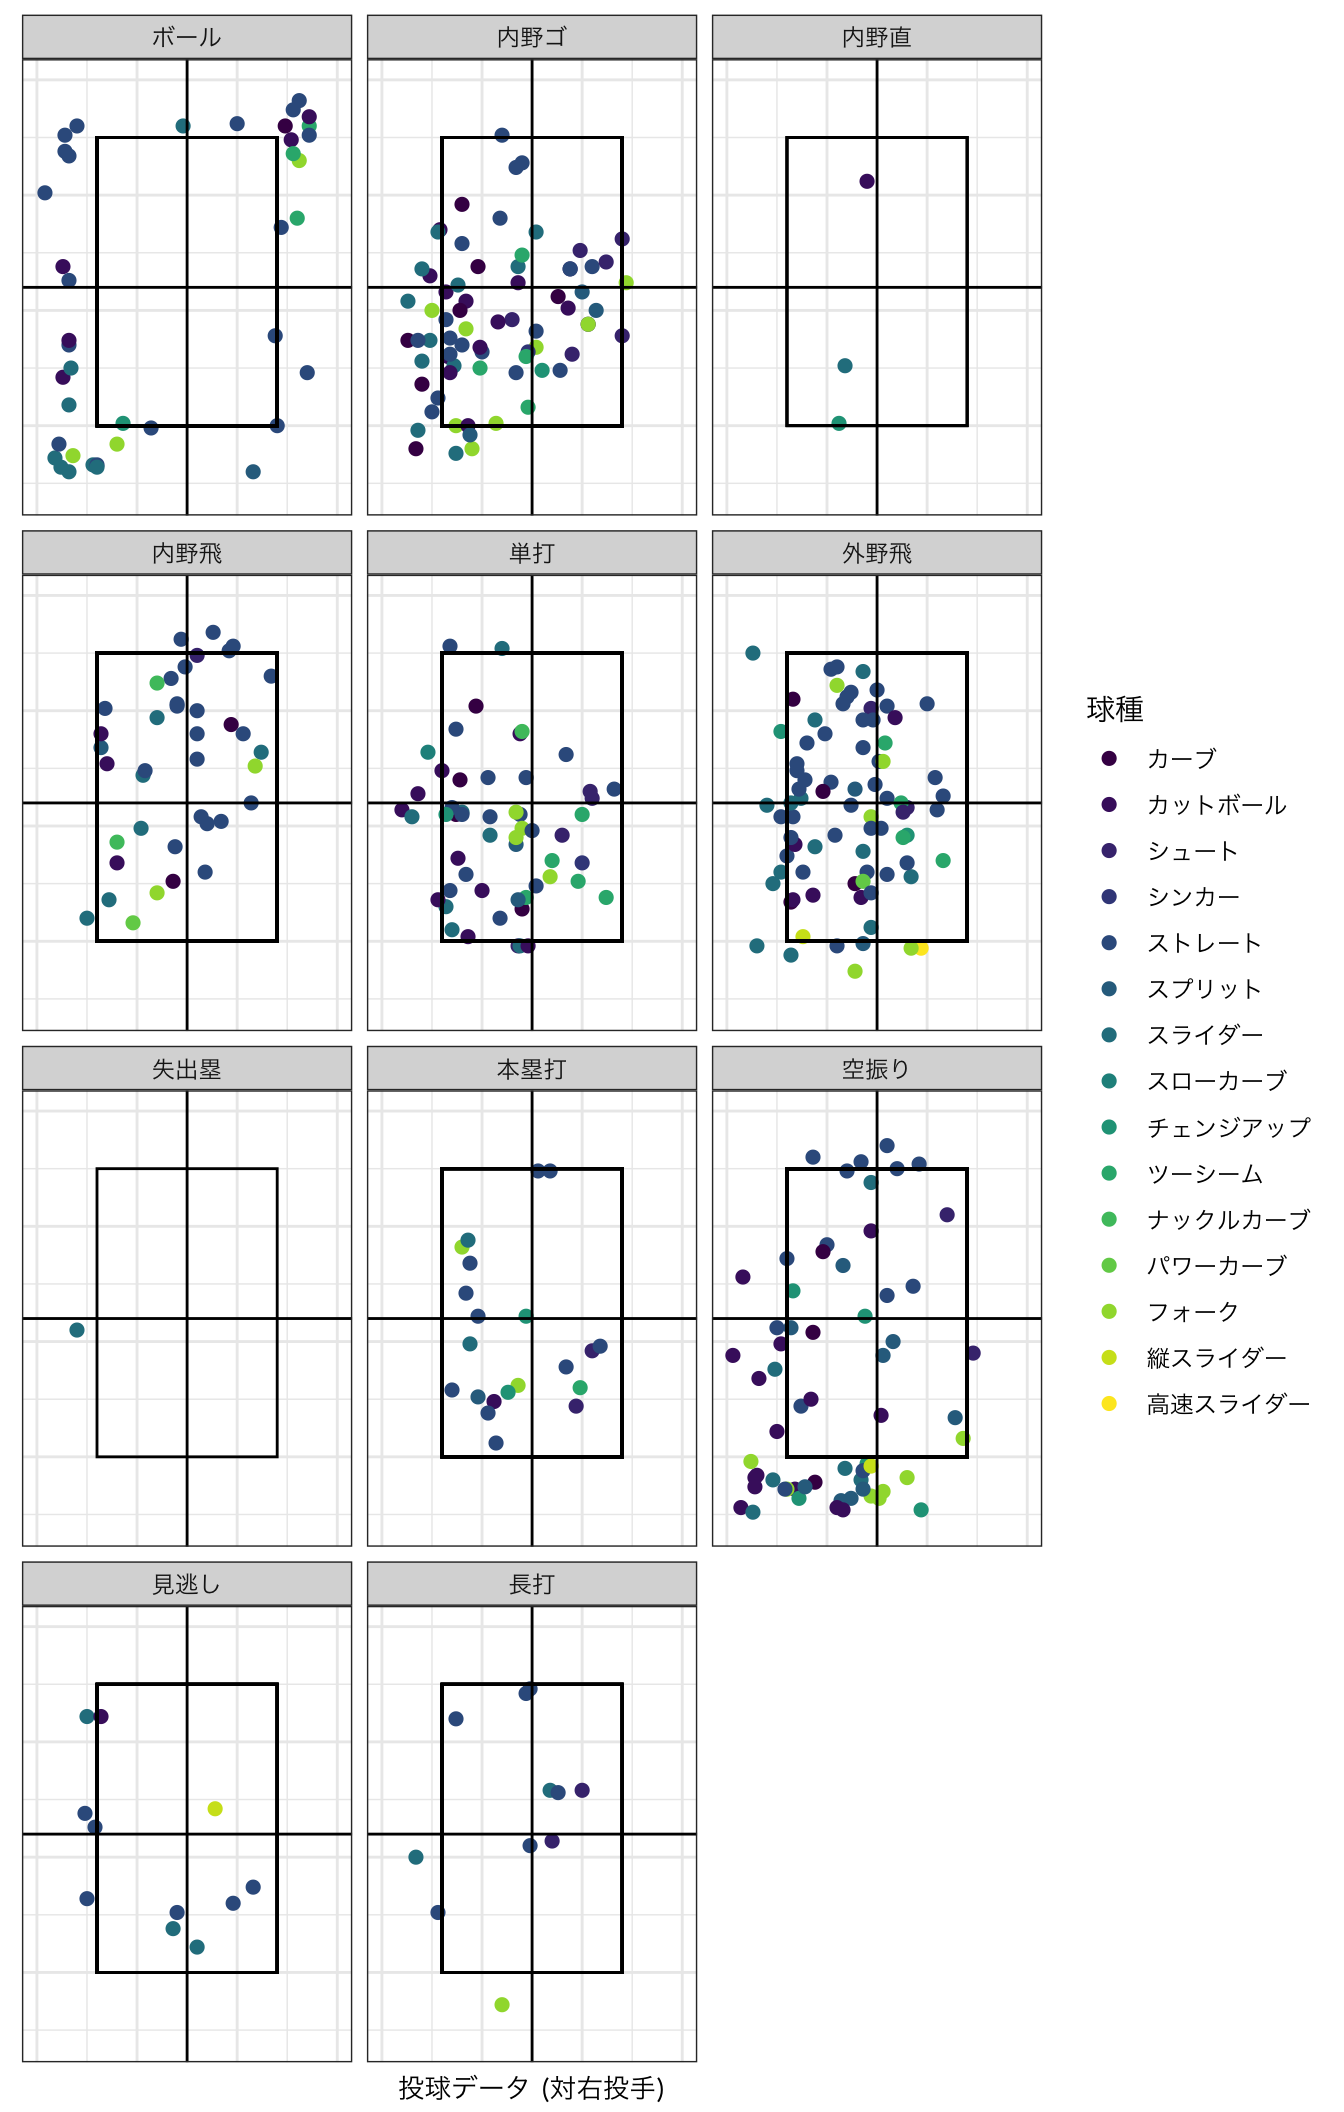 ボール
内野ゴ
内野直
内野飛
単打
外野飛
失出塁
本塁打
空振り
見逃し
長打
球種
カーブ
カットボール
シュート
シンカー
ストレート
スプリット
スライダー
スローカーブ
チェンジアップ
ツーシーム
ナックルカーブ
パワーカーブ
フォーク
縦スライダー
高速スライダー
投球データ (対右投手)